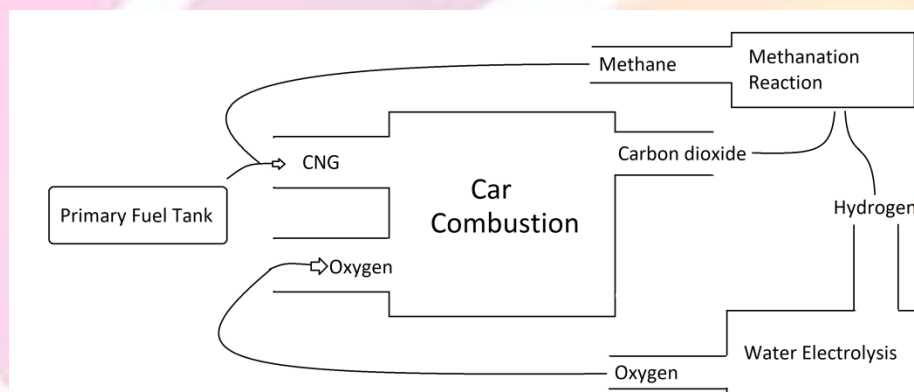 Methane
Methanation
Reaction
CNG
Carbon dioxide
Primary Fuel Tank
Car
Combustion
Hydrogen
Oxygen
Water Electrolysis
Oxygen